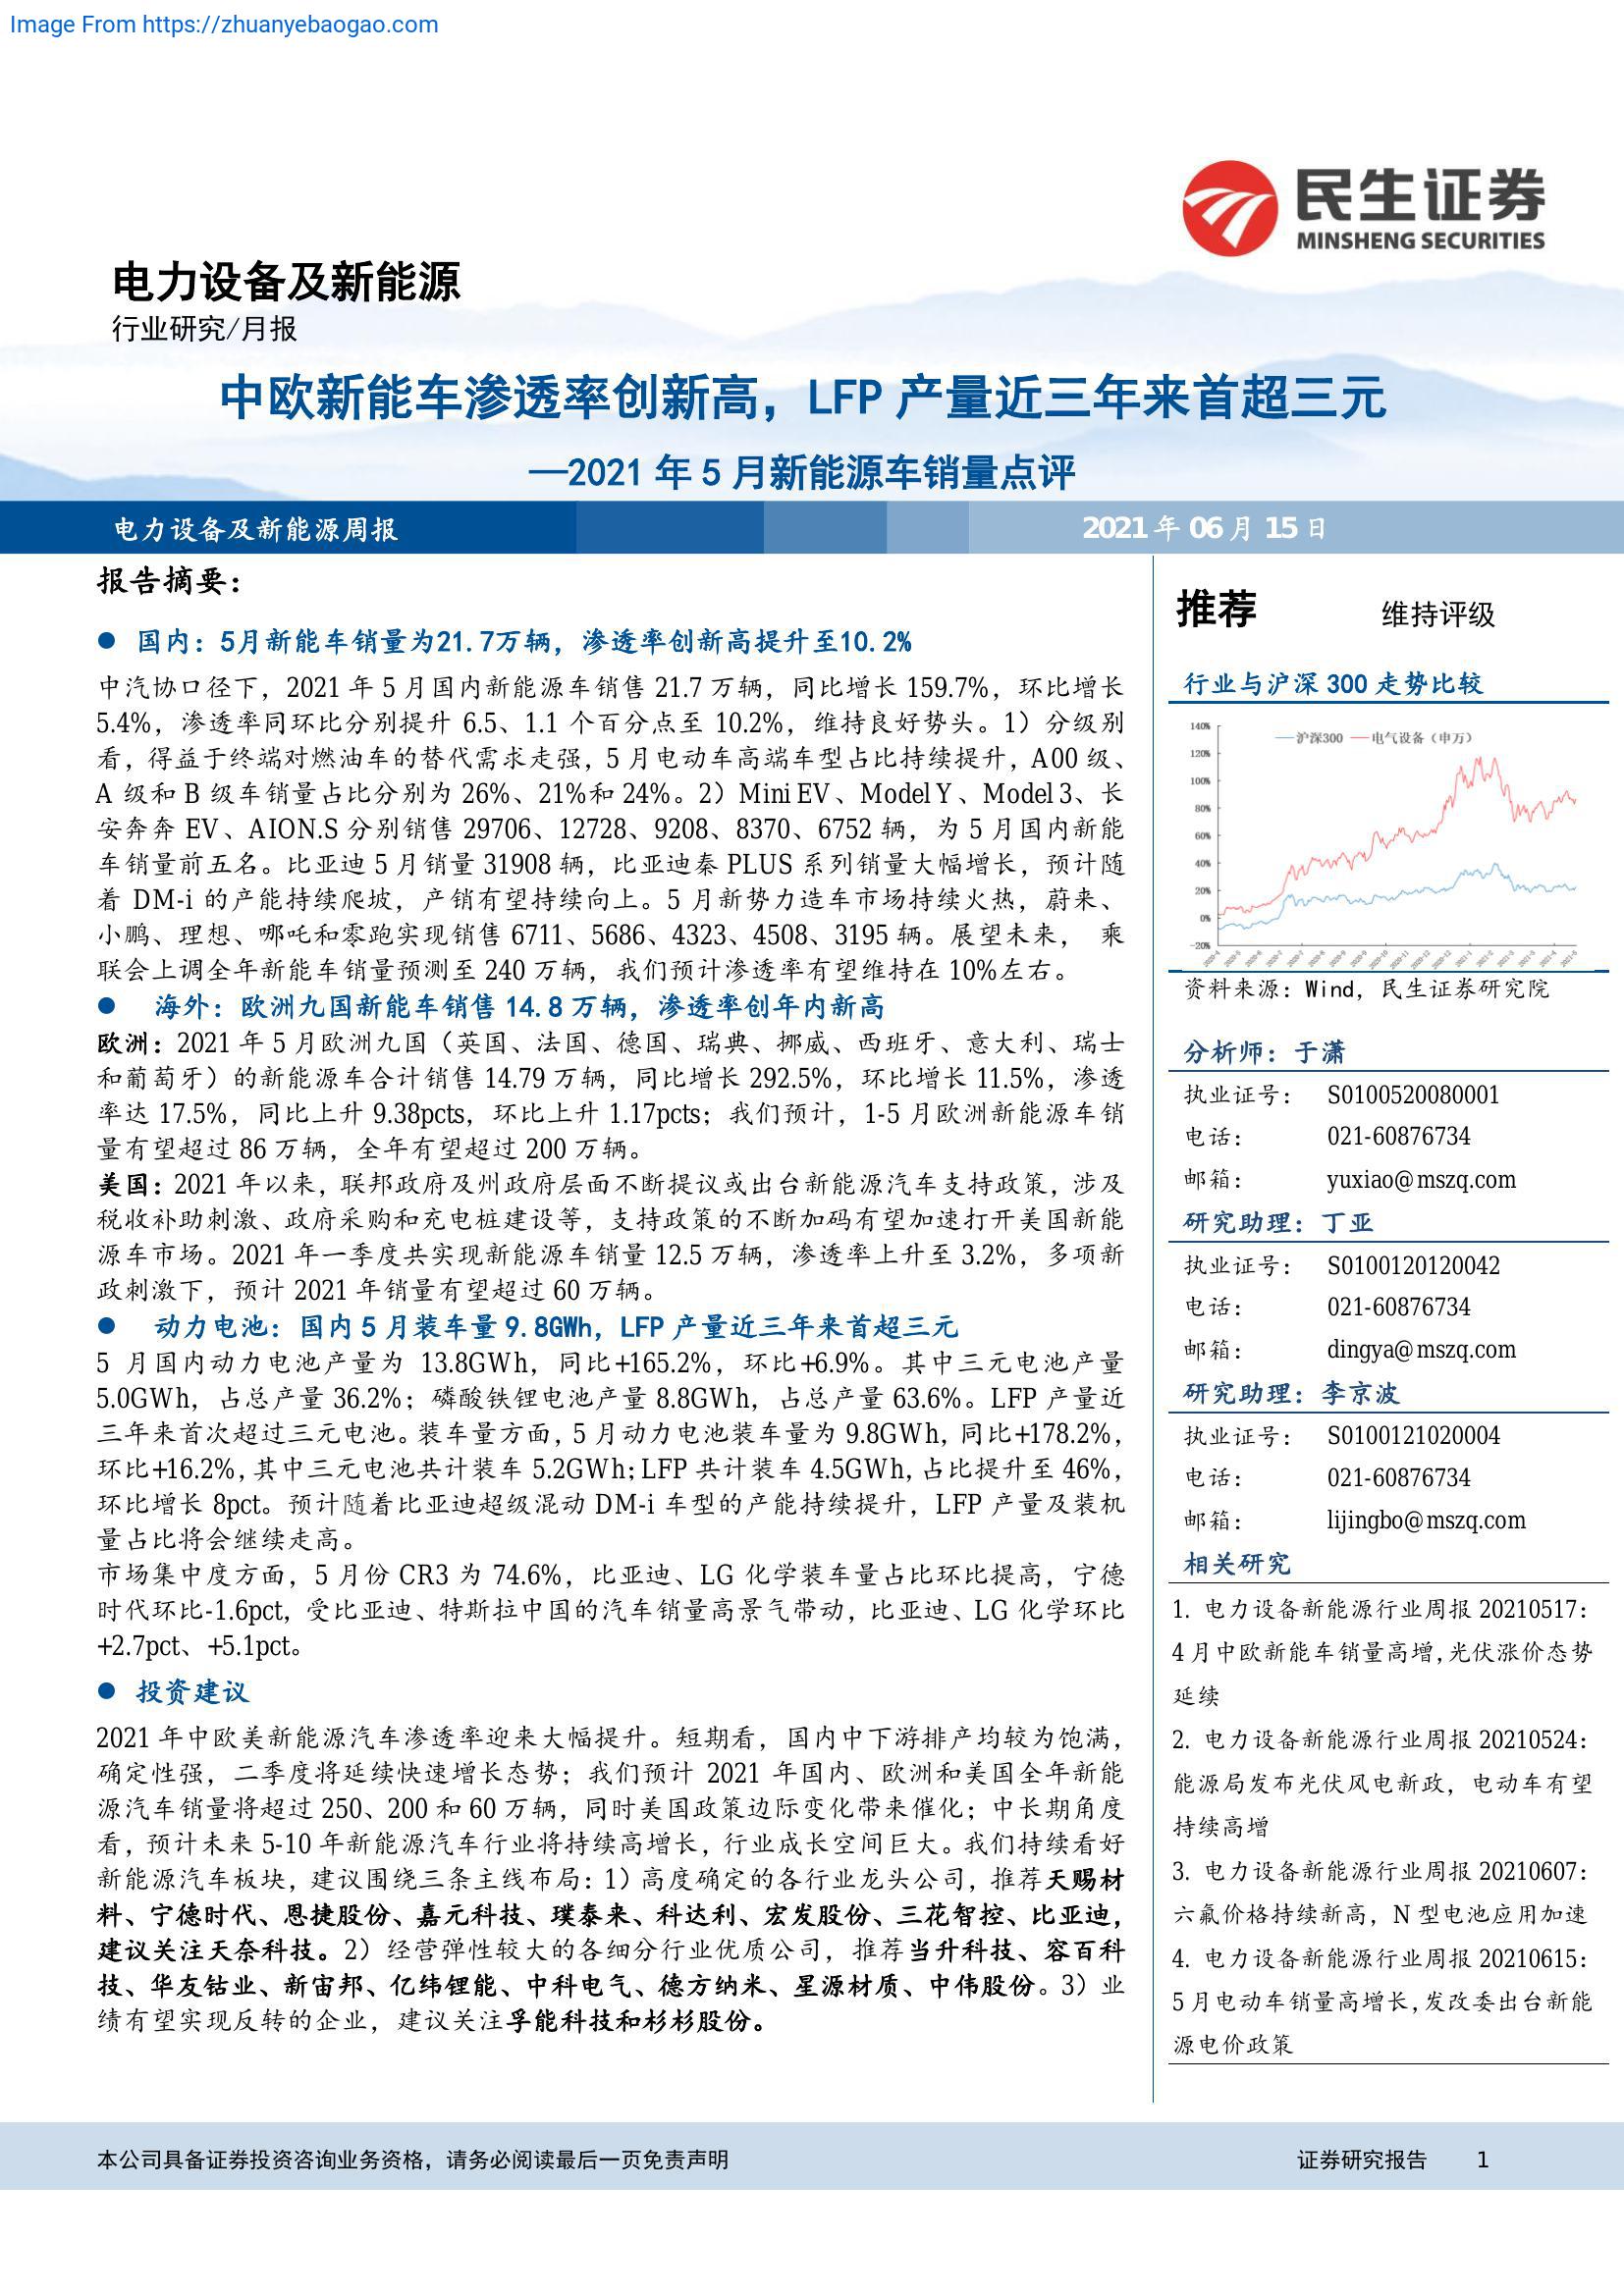 Image From https://zhuanyebaogao.com
民生证券
MINSHENG SECURITIES
电力设备及新能源
行业研究/月报
中欧新能车渗透率创新高，LFP 产量近三年来首超三元
—2021 年 5 月新能源车销量点评
电力设备及新能源周报
2021 年 06 月 15 日
报告摘要：
● 国内：5月新能车销量为21.7万辆，渗透率创新高提升至10.2%
中汽协口径下，2021 年 5 月国内新能源车销售 21.7 万辆，同比增长 159.7%，环比增长
5.4%，渗透率同环比分别提升 6.5、1.1 个百分点至 10.2%，维持良好势头。1）分级别
看，得益于终端对燃油车的替代需求走强，5 月电动车高端车型占比持续提升，A00 级、
A 级和 B 级车销量占比分别为 26%、21%和 24%。2）Mini EV、Model Y、Model 3、长
安奔奔 EV、AION.S 分别销售 29706、12728、9208、8370、6752 辆，为 5 月国内新能
车销量前五名。比亚迪 5 月销量 31908 辆，比亚迪秦 PLUS 系列销量大幅增长，预计随
着 DM-i 的产能持续爬坡，产销有望持续向上。5 月新势力造车市场持续火热，蔚来、
小鹏、理想、哪吒和零跑实现销售 6711、5686、4323、4508、3195 辆。展望未来， 乘
联会上调全年新能车销量预测至 240 万辆，我们预计渗透率有望维持在 10%左右。
● 海外：欧洲九国新能车销售 14.8 万辆，渗透率创年内新高
欧洲：2021 年 5 月欧洲九国（英国、法国、德国、瑞典、挪威、西班牙、意大利、瑞士
和葡萄牙）的新能源车合计销售 14.79 万辆，同比增长 292.5%，环比增长 11.5%，渗透
率达 17.5%，同比上升 9.38pcts，环比上升 1.17pcts；我们预计，1-5 月欧洲新能源车销
量有望超过 86 万辆，全年有望超过 200 万辆。
美国：2021 年以来，联邦政府及州政府层面不断提议或出台新能源汽车支持政策，涉及
税收补助刺激、政府采购和充电桩建设等，支持政策的不断加码有望加速打开美国新能
源车市场。2021 年一季度共实现新能源车销量 12.5 万辆，渗透率上升至 3.2%，多项新
政刺激下，预计 2021 年销量有望超过 60 万辆。
● 动力电池：国内 5 月装车量 9.8GWh，LFP 产量近三年来首超三元
5 月国内动力电池产量为 13.8GWh，同比+165.2%，环比+6.9%。其中三元电池产量
5.0GWh，占总产量 36.2%；磷酸铁锂电池产量 8.8GWh，占总产量 63.6%。LFP 产量近
三年来首次超过三元电池。装车量方面，5 月动力电池装车量为 9.8GWh，同比+178.2%，
环比+16.2%，其中三元电池共计装车 5.2GWh；LFP 共计装车 4.5GWh，占比提升至 46%，
环比增长 8pct。预计随着比亚迪超级混动 DM-i 车型的产能持续提升，LFP 产量及装机
量占比将会继续走高。
市场集中度方面，5 月份 CR3 为 74.6%，比亚迪、LG 化学装车量占比环比提高，宁德
时代环比-1.6pct，受比亚迪、特斯拉中国的汽车销量高景气带动，比亚迪、LG 化学环比
+2.7pct、+5.1pct。
● 投资建议
2021 年中欧美新能源汽车渗透率迎来大幅提升。短期看，国内中下游排产均较为饱满，
确定性强，二季度将延续快速增长态势；我们预计 2021 年国内、欧洲和美国全年新能
源汽车销量将超过 250、200 和 60 万辆，同时美国政策边际变化带来催化；中长期角度
看，预计未来 5-10 年新能源汽车行业将持续高增长，行业成长空间巨大。我们持续看好
新能源汽车板块，建议围绕三条主线布局：1）高度确定的各行业龙头公司，推荐天赐材
料、宁德时代、恩捷股份、嘉元科技、璞泰来、科达利、宏发股份、三花智控、比亚迪，
建议关注天奈科技。2）经营弹性较大的各细分行业优质公司，推荐当升科技、容百科
技、华友钴业、新宙邦、亿纬锂能、中科电气、德方纳米、星源材质、中伟股份。3）业
绩有望实现反转的企业，建议关注孚能科技和杉杉股份。
推荐 维持评级
行业与沪深 300 走势比较
沪深300 电气设备（申万）
140%
120%
100%
80%
60%
40%
20%
0%
-20%
资料来源：Wind，民生证券研究院
分析师：于潇
执业证号： S0100520080001
电话： 021-60876734
邮箱： yuxiao@mszq.com
研究助理：丁亚
执业证号： S0100120120042
电话： 021-60876734
邮箱： dingya@mszq.com
研究助理：李京波
执业证号： S0100121020004
电话： 021-60876734
邮箱： lijingbo@mszq.com
相关研究
1. 电力设备新能源行业周报 20210517：
4 月中欧新能车销量高增，光伏涨价态势
延续
2. 电力设备新能源行业周报 20210524：
能源局发布光伏风电新政，电动车有望
持续高增
3. 电力设备新能源行业周报 20210607：
六氟价格持续新高，N 型电池应用加速
4. 电力设备新能源行业周报 20210615：
5 月电动车销量高增长，发改委出台新能
源电价政策
本公司具备证券投资咨询业务资格，请务必阅读最后一页免责声明
证券研究报告 1